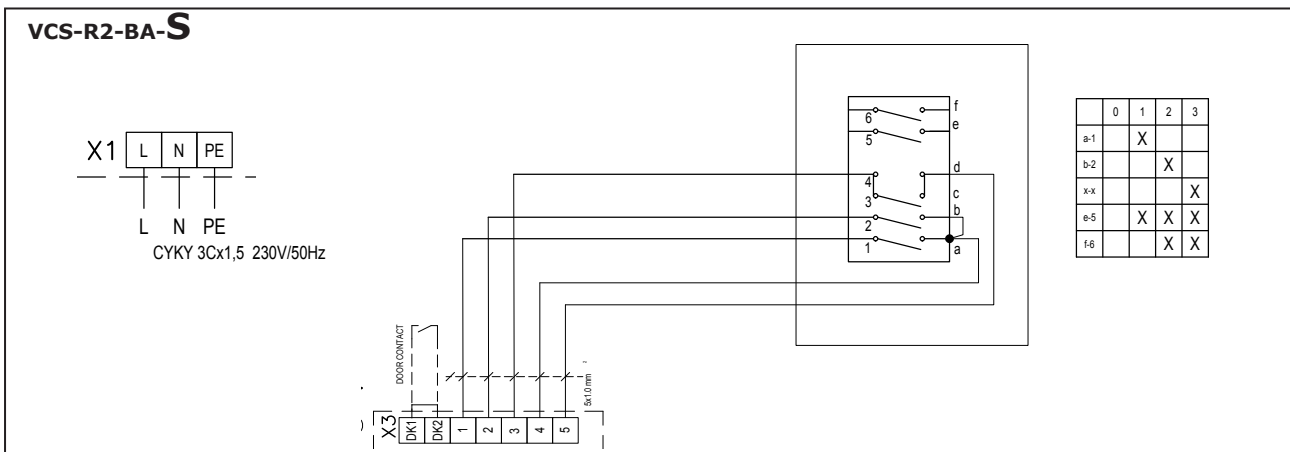 VCS-R2-BA-S
X1 L N PE
L N PE
CYKY 3Cx1,5 230V/50Hz
6 f
5 e
4 d
3 c
2 b
1 a
0 1 2 3
a-1 X
b-2 X
x-x X
e-5 X X X
f-6 X X
DOOR CONTACT
5x1.0 mm
X3 DK1 DK2 1 2 3 4 5